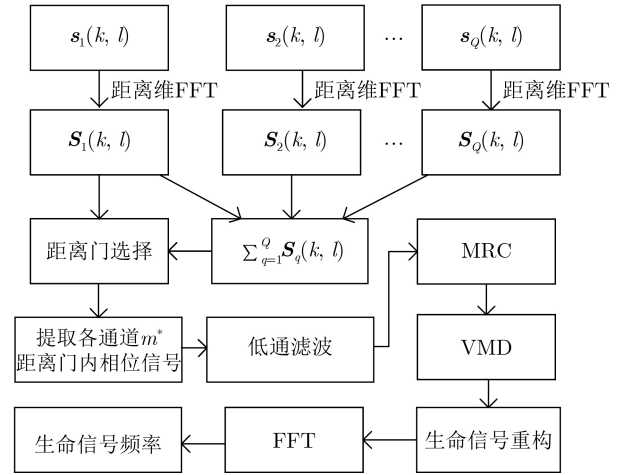 s₁(k, l)
s₂(k, l)
…
s_Q(k, l)
距离维FFT
距离维FFT
距离维FFT
S₁(k, l)
S₂(k, l)
…
S_Q(k, l)
距离门选择
∑_{q=1}^{Q} S_q(k, l)
MRC
提取各通道m*
距离门内相位信号
低通滤波
VMD
生命信号频率
FFT
生命信号重构